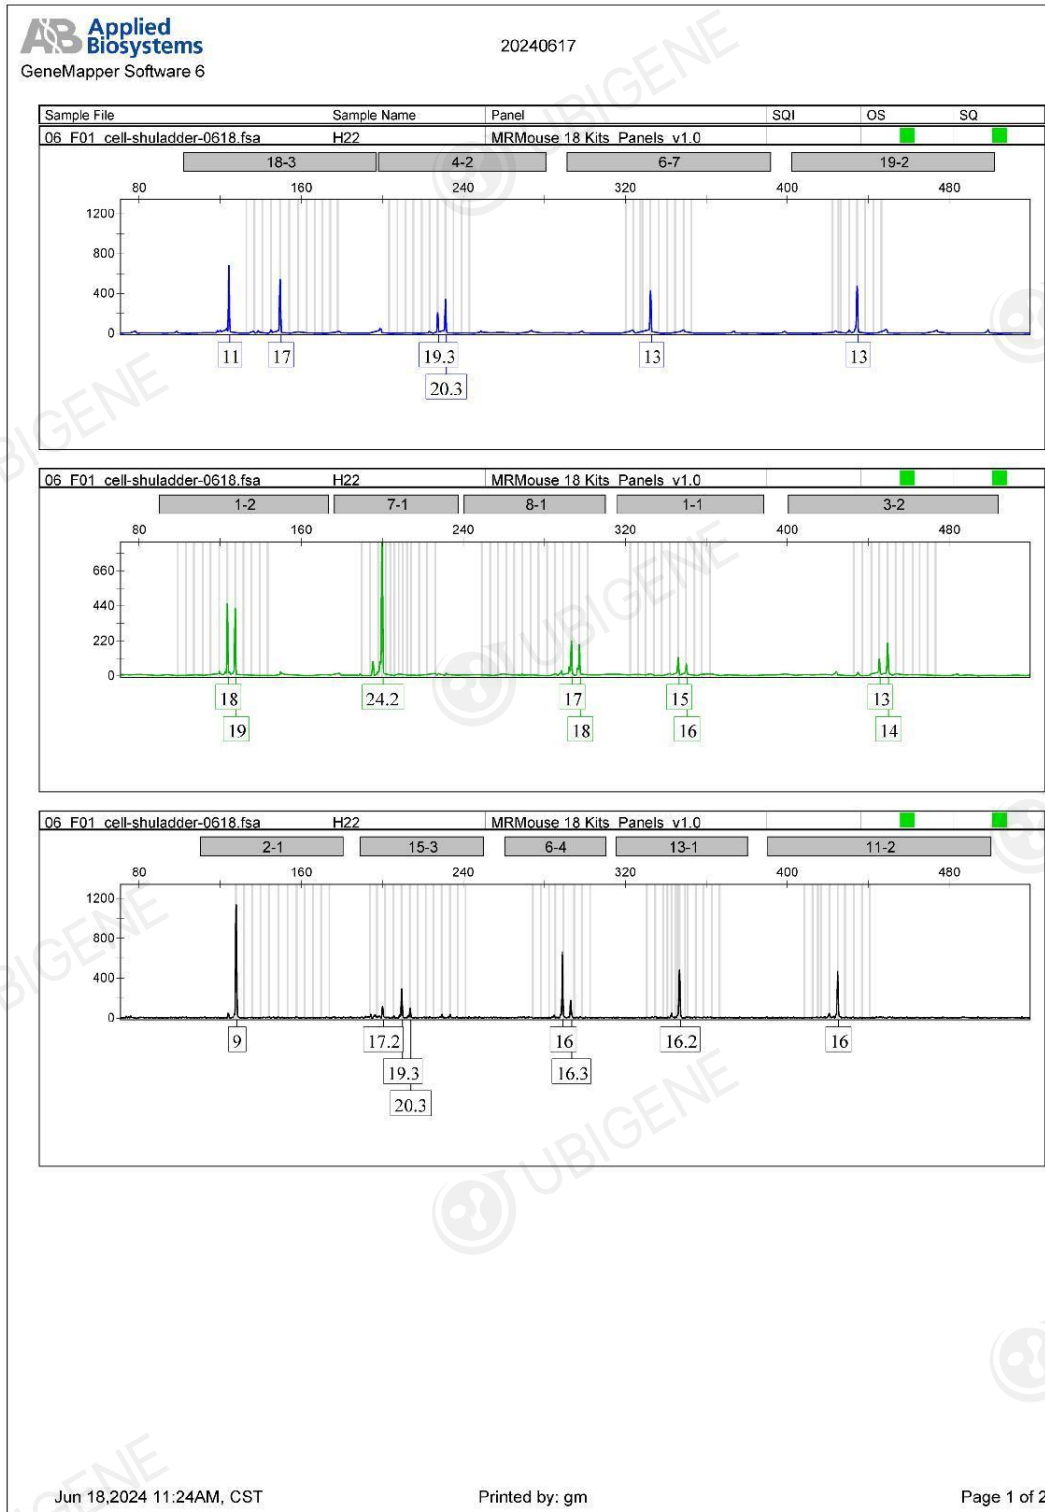 AB Applied Biosystems
20240617
GeneMapper Software 6
Sample File Sample Name Panel SQI OS SQ
06_F01_cell-shuladder-0618.fsa H22 MRMouse 18 Kits_Panels_v1.0
18-3 4-2 6-7 19-2
80 160 240 320 400 480
1200
800
400
0
11 17 19.3 13 13
20.3
06_F01_cell-shuladder-0618.fsa H22 MRMouse 18 Kits_Panels_v1.0
1-2 7-1 8-1 1-1 3-2
80 160 240 320 400 480
660
440
220
0
18 24.2 17 15 13
19 18 16 14
06_F01_cell-shuladder-0618.fsa H22 MRMouse 18 Kits_Panels_v1.0
2-1 15-3 6-4 13-1 11-2
80 160 240 320 400 480
1200
800
400
0
9 17.2 16 16.2 16
19.3 16.3
20.3
Jun 18,2024 11:24AM, CST Printed by: gm Page 1 of 2
UBIGENE
UBIGENE
UBIGENE
UBIGENE
UBIGENE
UBIGENE